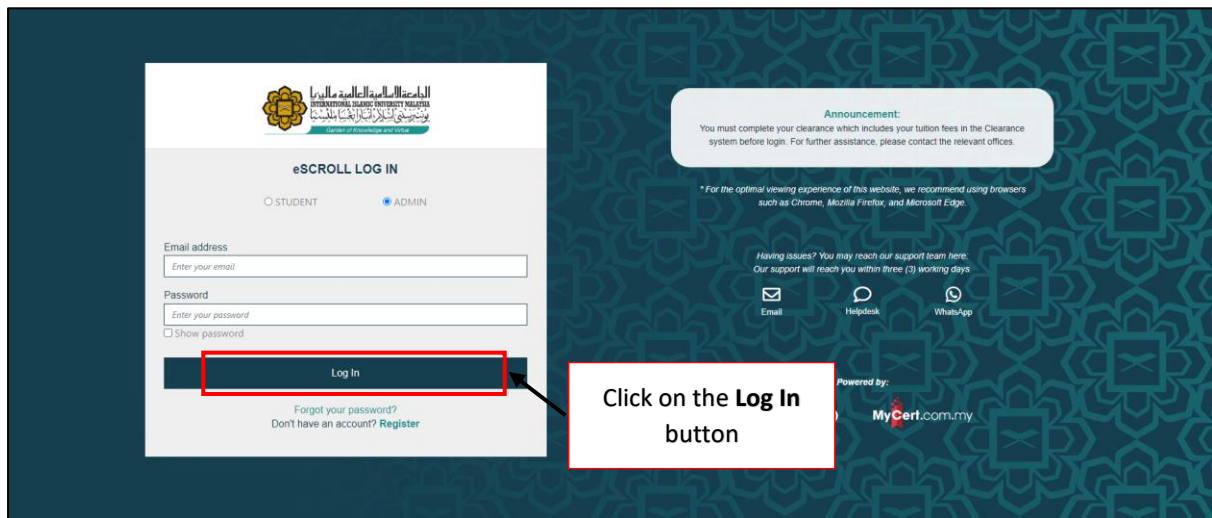 الجامعة الإسلامية العالمية ماليزيا
INTERNATIONAL ISLAMIC UNIVERSITY MALAYSIA
Garden of Knowledge and Virtue
eSCROLL LOG IN
STUDENT
ADMIN
Email address
Enter your email
Password
Enter your password
Show password
Log In
Forgot your password?
Don't have an account? Register
Announcement:
You must complete your clearance which includes your tuition fees in the Clearance
system before login. For further assistance, please contact the relevant offices.
* For the optimal viewing experience of this website, we recommend using browsers
such as Chrome, Mozilla Firefox, and Microsoft Edge.
Having issues? You may reach our support team here:
Our support will reach you within three (3) working days
Email
Helpdesk
WhatsApp
Powered by:
MyCert.com.my
Click on the Log In
button